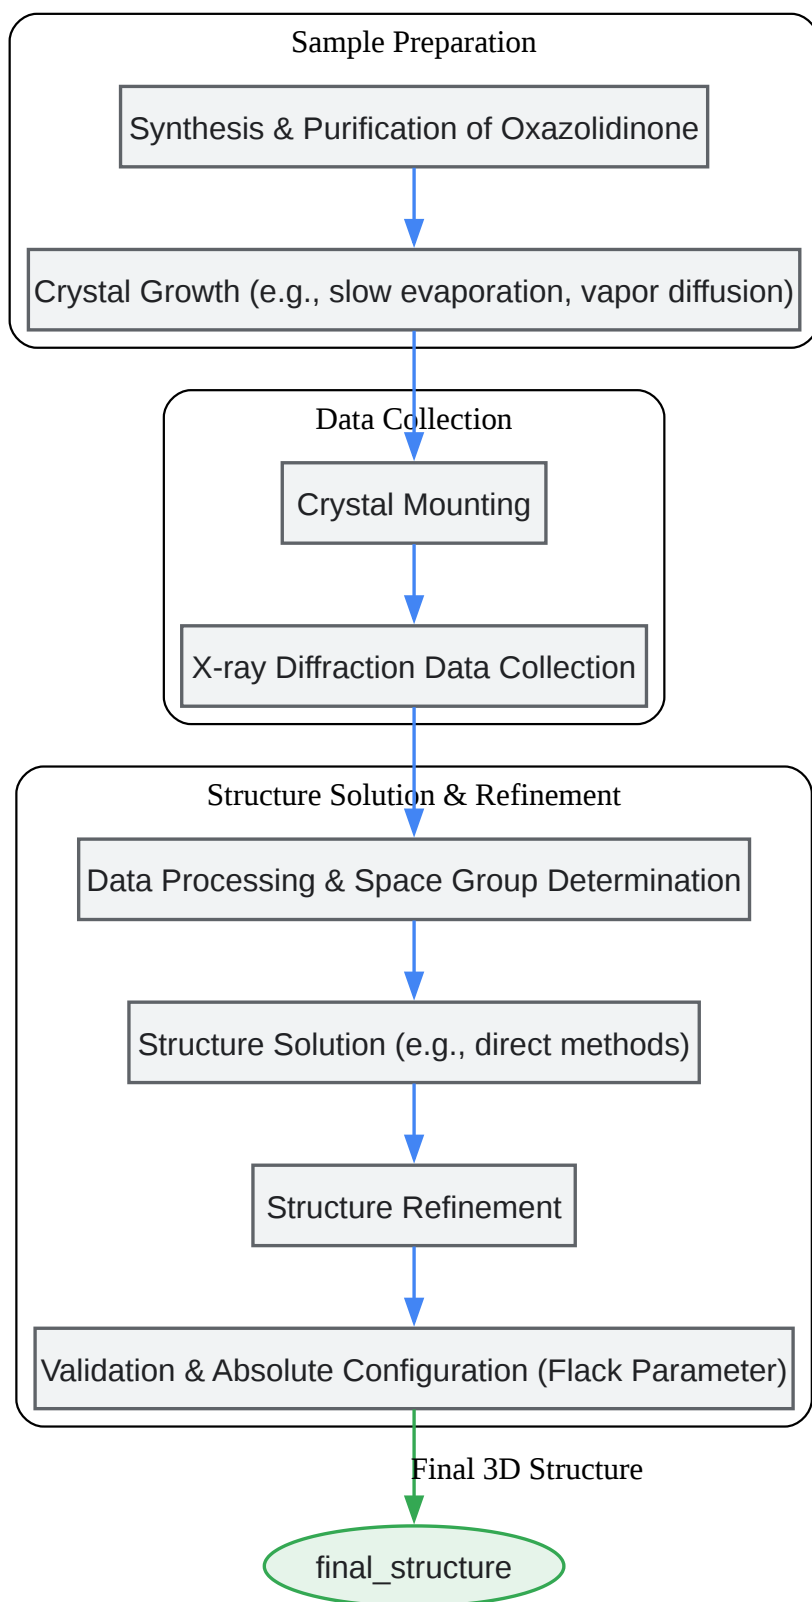 Sample Preparation
Synthesis & Purification of Oxazolidinone
Crystal Growth (e.g., slow evaporation, vapor diffusion)
Data Collection
Crystal Mounting
X-ray Diffraction Data Collection
Structure Solution & Refinement
Data Processing & Space Group Determination
Structure Solution (e.g., direct methods)
Structure Refinement
Validation & Absolute Configuration (Flack Parameter)
Final 3D Structure
final_structure